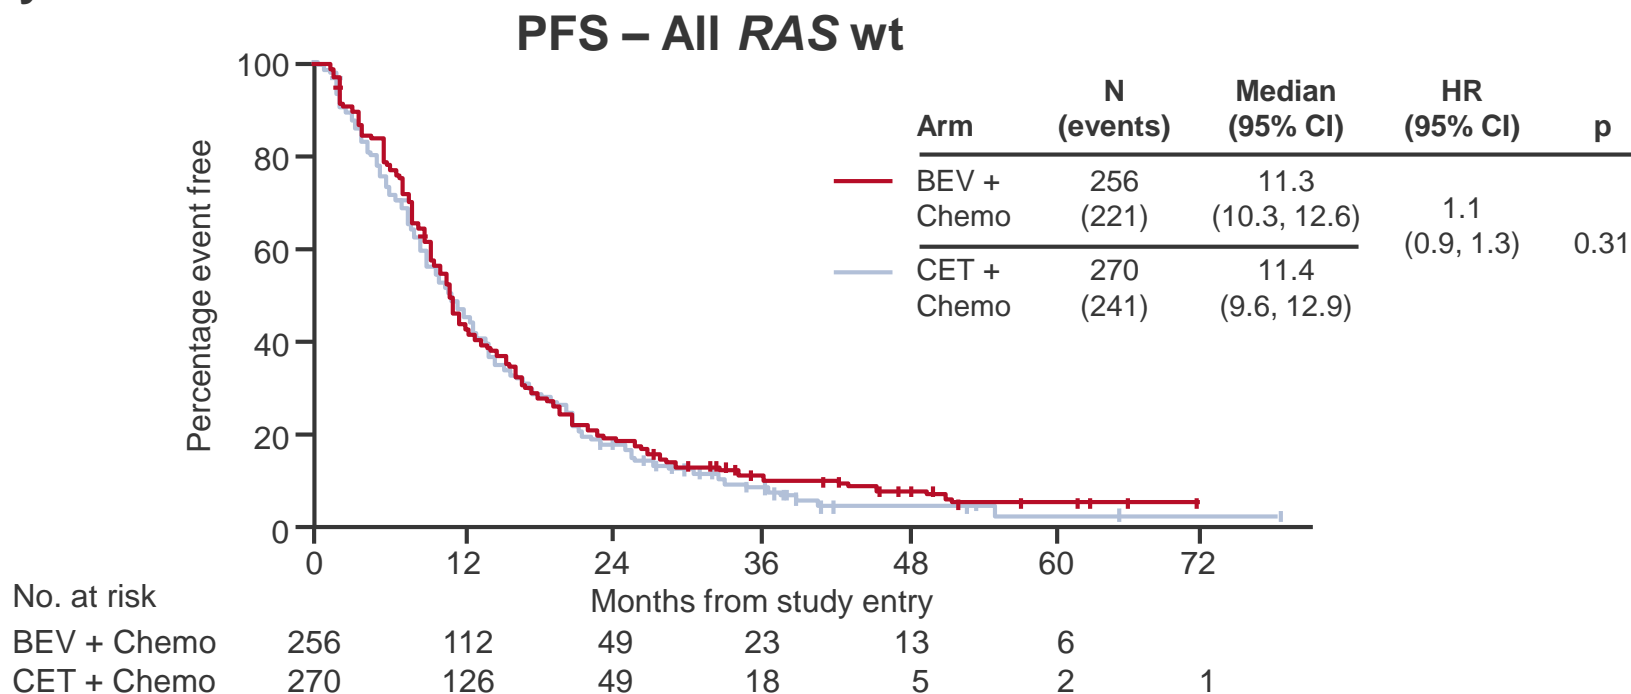 PFS – All RAS wt
Percentage event free
100
80
60
40
20
0
N Median HR
Arm (events) (95% CI) (95% CI) p
BEV + 256 11.3
Chemo (221) (10.3, 12.6)
1.1
(0.9, 1.3) 0.31
CET + 270 11.4
Chemo (241) (9.6, 12.9)
0 12 24 36 48 60 72
Months from study entry
No. at risk
BEV + Chemo 256 112 49 23 13 6
CET + Chemo 270 126 49 18 5 2 1